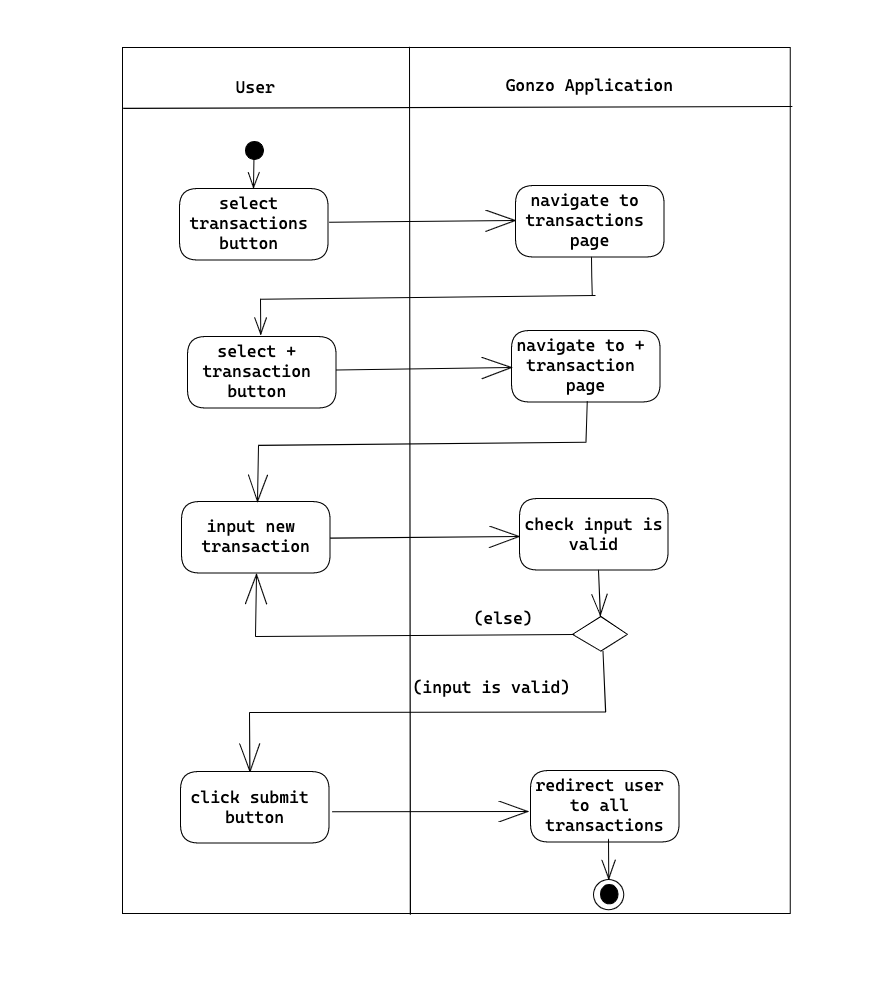 User
Gonzo Application
select
transactions
button
navigate to
transactions
page
select +
transaction
button
navigate to +
transaction
page
input new
transaction
check input is
valid
(else)
(input is valid)
click submit
button
redirect user
to all
transactions